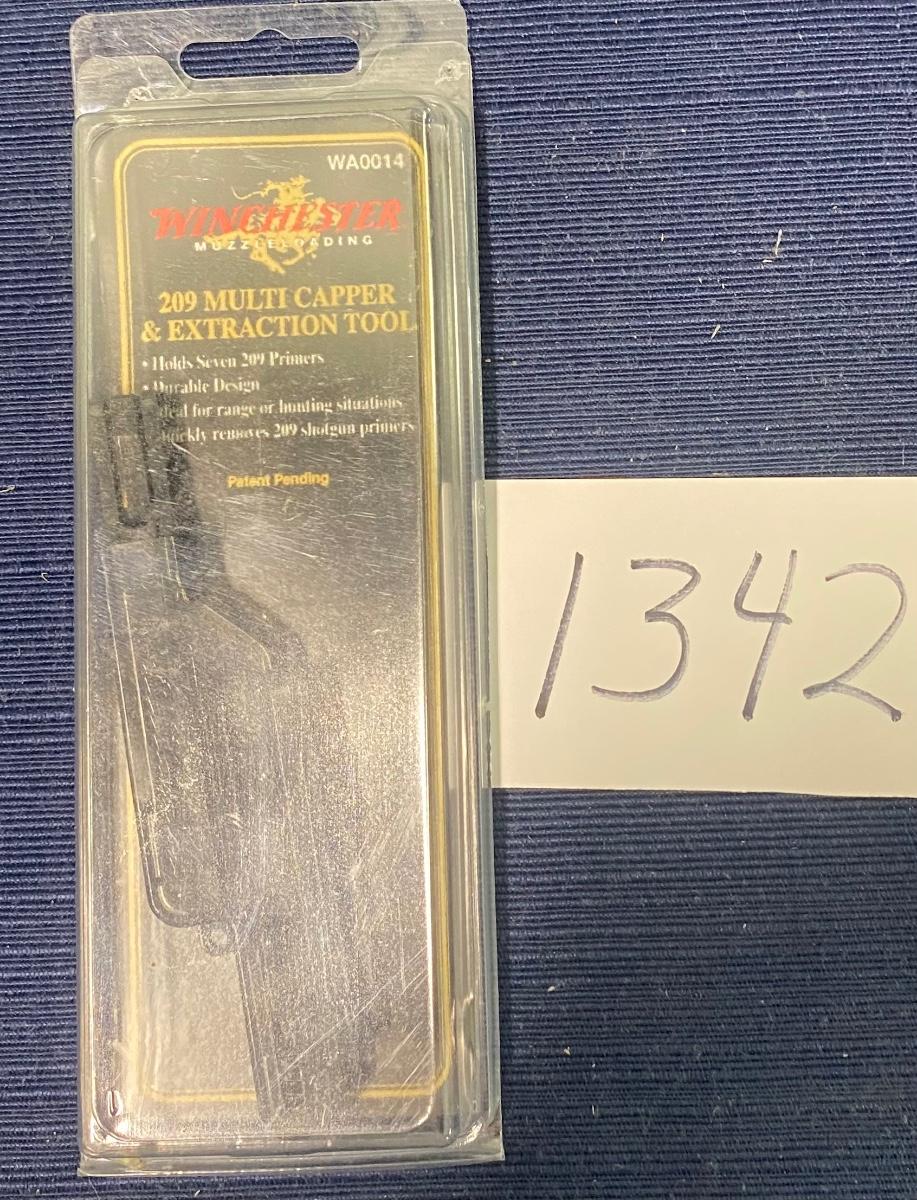 WA0014
WINCHESTER
MUZZLELOADING
209 MULTI CAPPER
& EXTRACTION TOOL
• Holds Seven 209 Primers
• Durable Design
for range or hunting situations
removes 209 shotgun primers
Patent Pending
1342